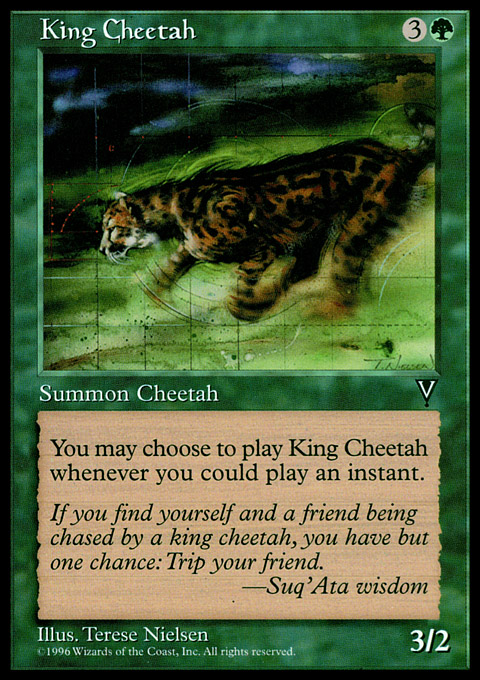 King Cheetah 3
Summon Cheetah
You may choose to play King Cheetah
whenever you could play an instant.
If you find yourself and a friend being
chased by a king cheetah, you have but
one chance: Trip your friend.
—Suq'Ata wisdom
Illus. Terese Nielsen
©1996 Wizards of the Coast, Inc. All rights reserved.
3/2